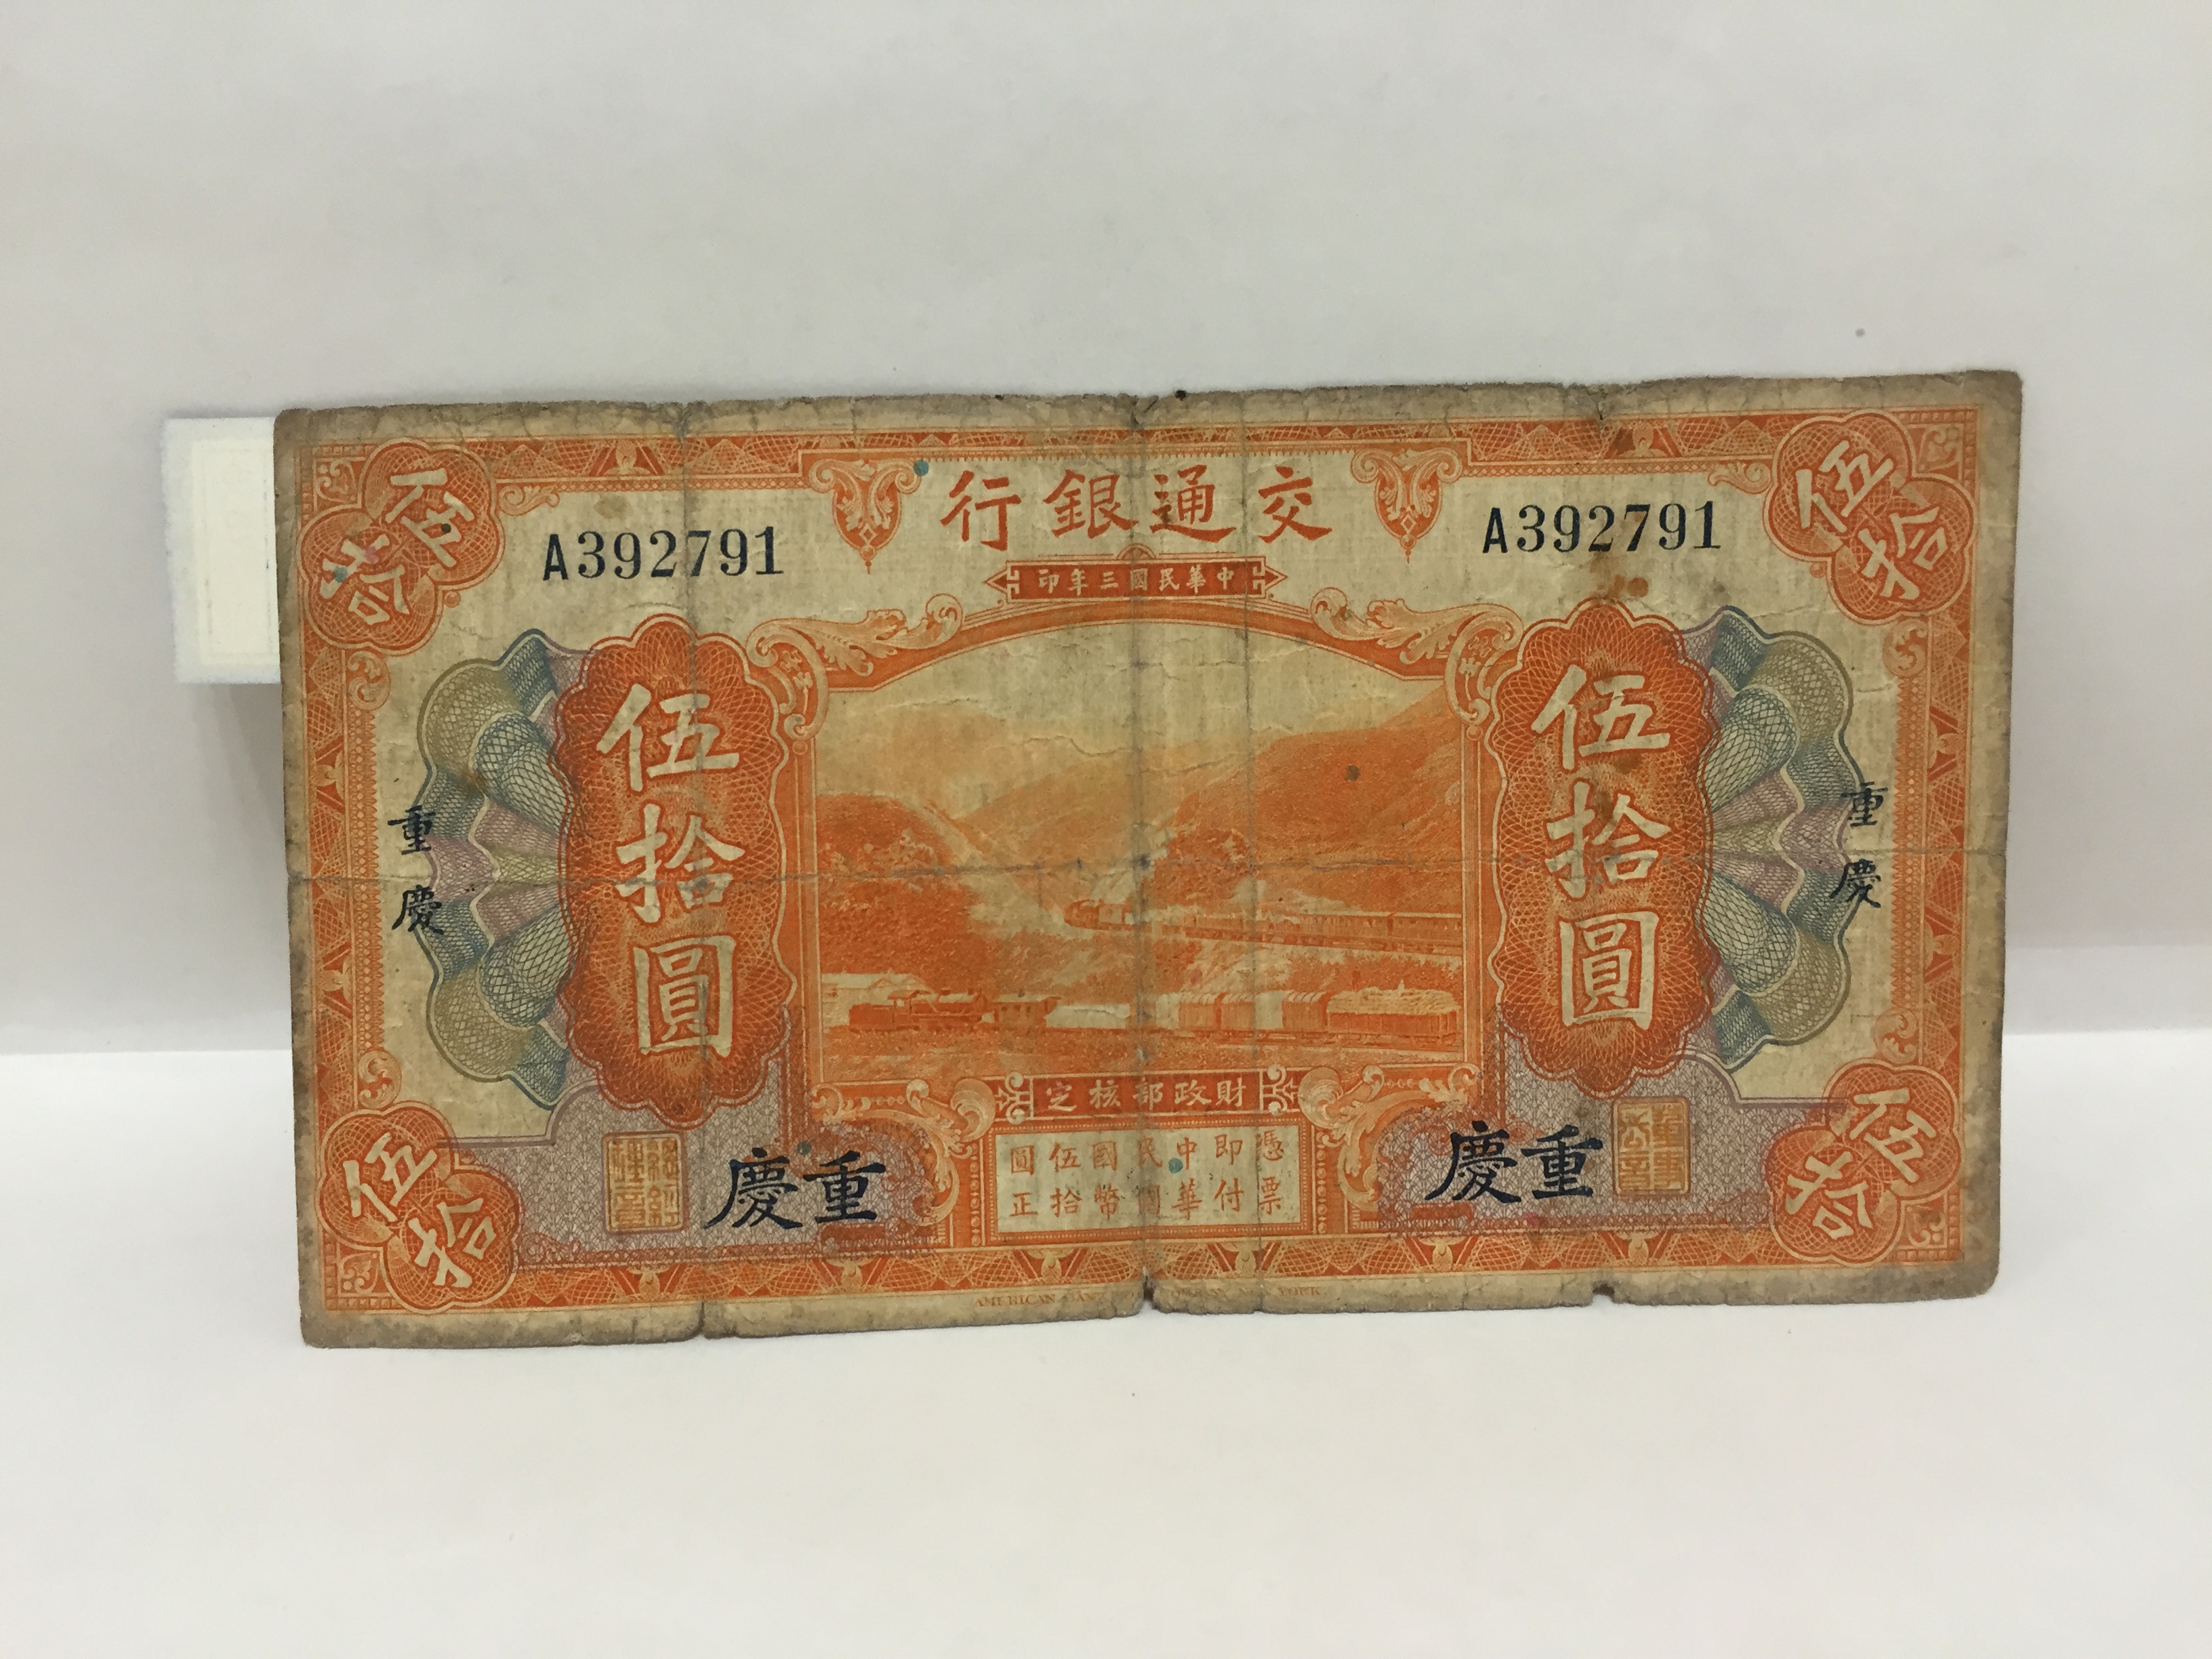 交通銀行
A392791
A392791
中華民國三年印
伍拾
伍拾
伍拾圓
伍拾圓
重慶
重慶
財政部核定
憑票
即付
中華
民國
國幣
伍拾
圓正
重慶
重慶
伍拾
伍拾
AMERICAN